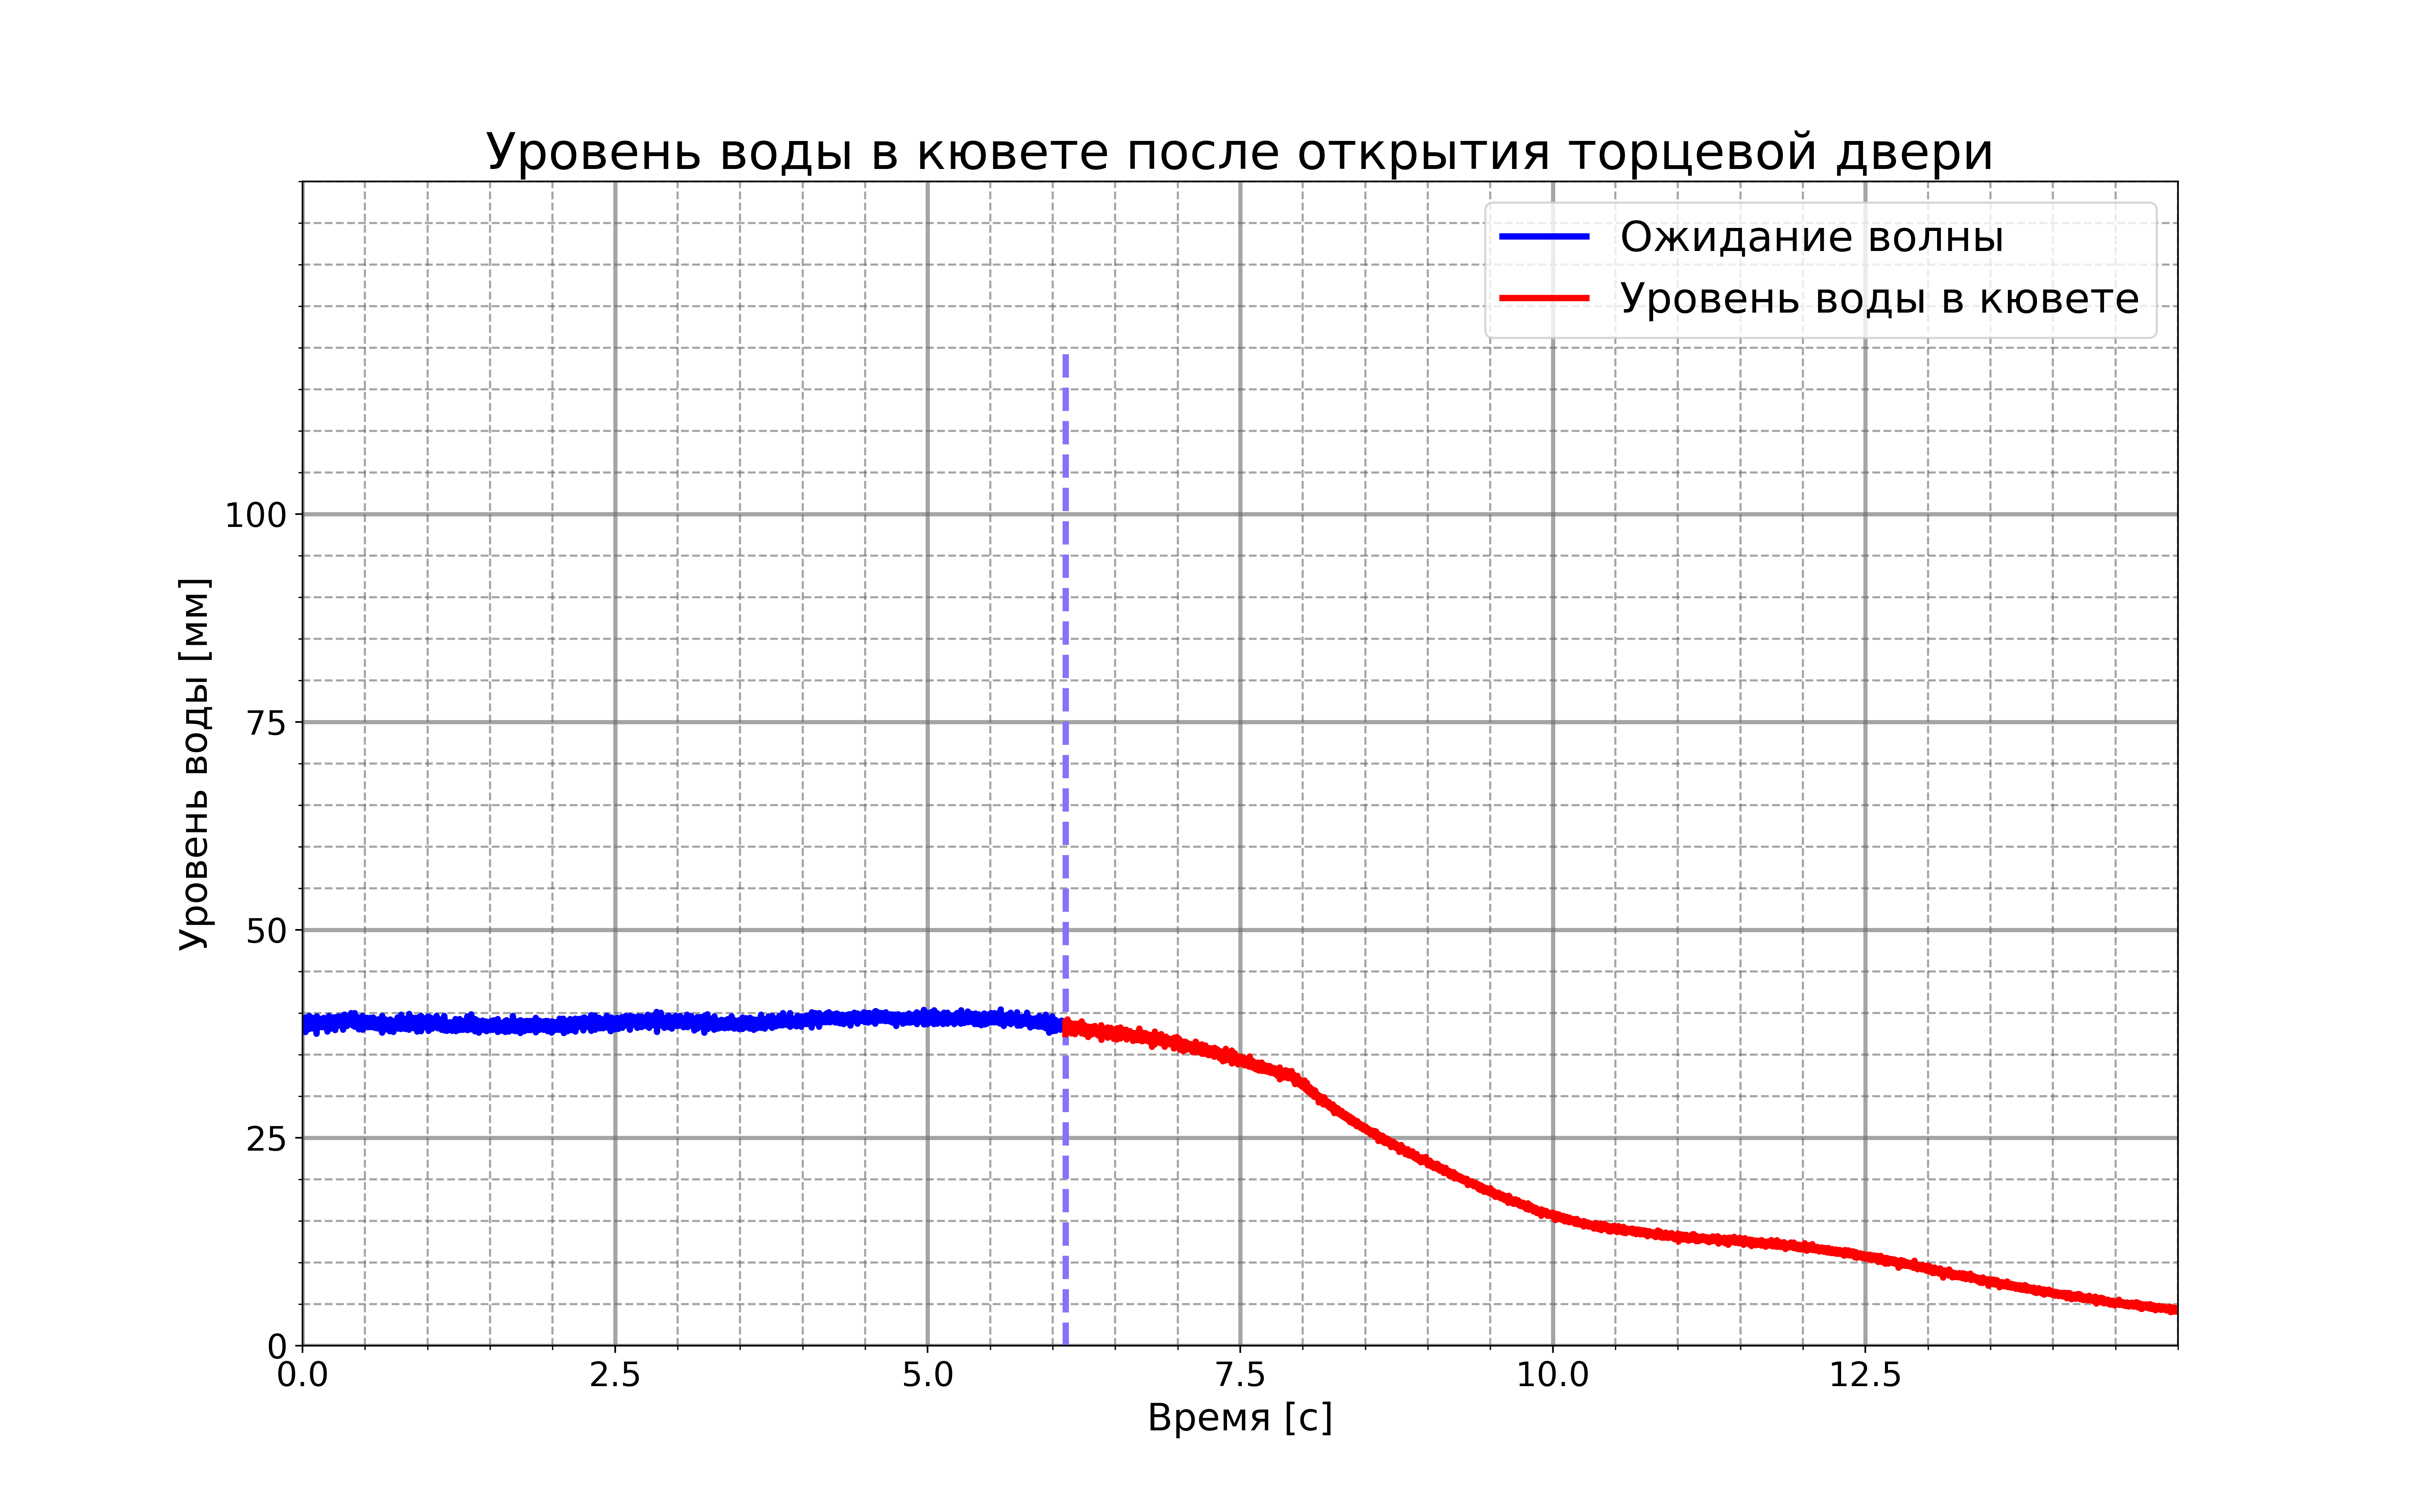 Уровень воды в кювете после открытия торцевой двери
Ожидание волны
Уровень воды в кювете
Уровень воды [мм]
100
75
50
25
0
0.0 2.5 5.0 7.5 10.0 12.5
Время [с]